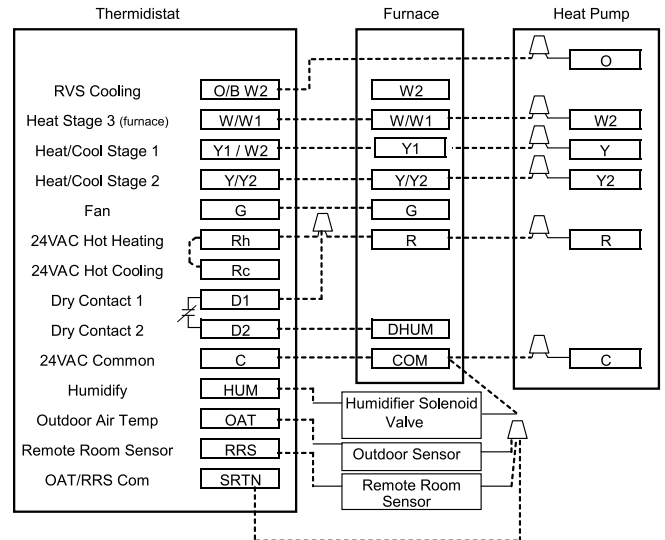 Thermidistat Furnace Heat Pump
O
RVS Cooling O/B W2 W2
Heat Stage 3 (furnace) W/W1 W/W1 W2
Heat/Cool Stage 1 Y1 / W2 Y1 Y
Heat/Cool Stage 2 Y/Y2 Y/Y2 Y2
Fan G G
24VAC Hot Heating Rh R R
24VAC Hot Cooling Rc
Dry Contact 1 D1
Dry Contact 2 D2 DHUM
24VAC Common C COM C
Humidify HUM
Humidifier Solenoid
Valve
Outdoor Air Temp OAT
Outdoor Sensor
Remote Room Sensor RRS
Remote Room
Sensor
OAT/RRS Com SRTN